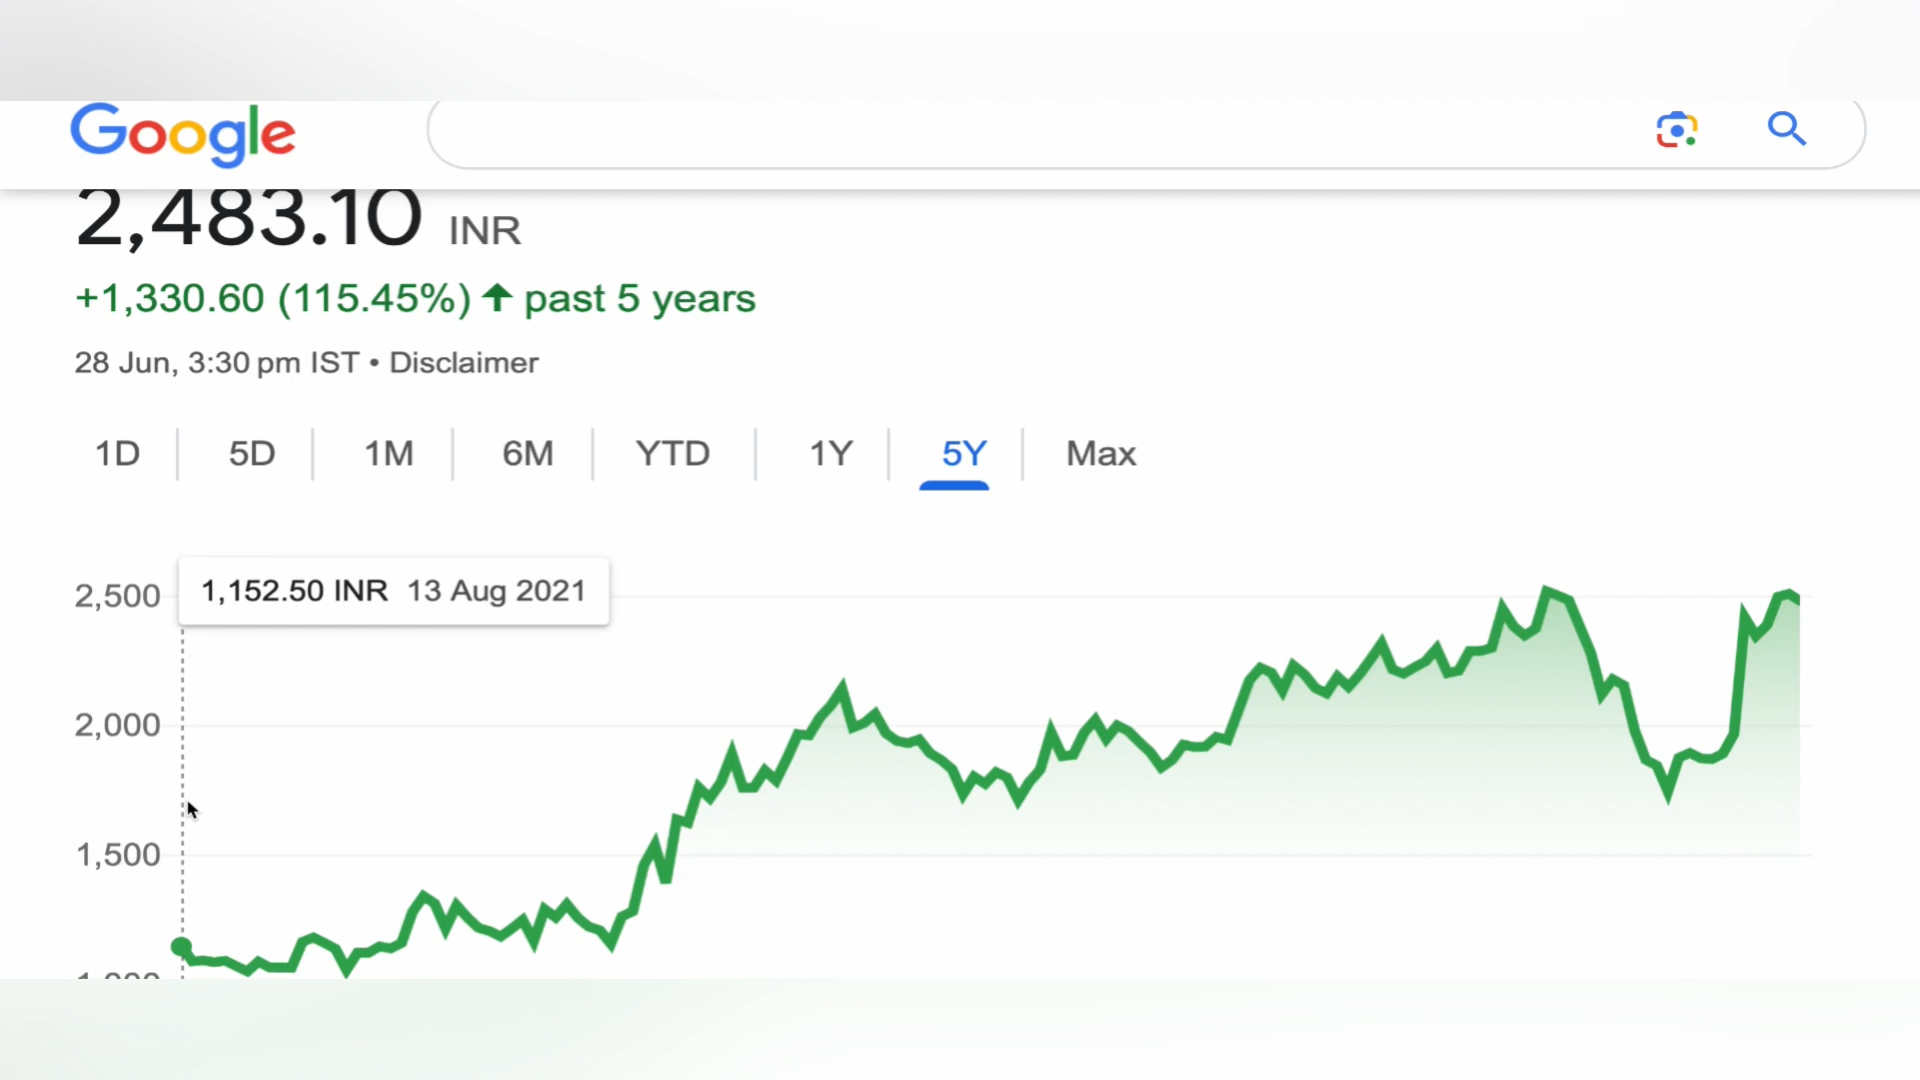 Google
2,483.10 INR
+1,330.60 (115.45%) ↑ past 5 years
28 Jun, 3:30 pm IST • Disclaimer
1D 5D 1M 6M YTD 1Y 5Y Max
1,152.50 INR 13 Aug 2021
2,500
2,000
1,500